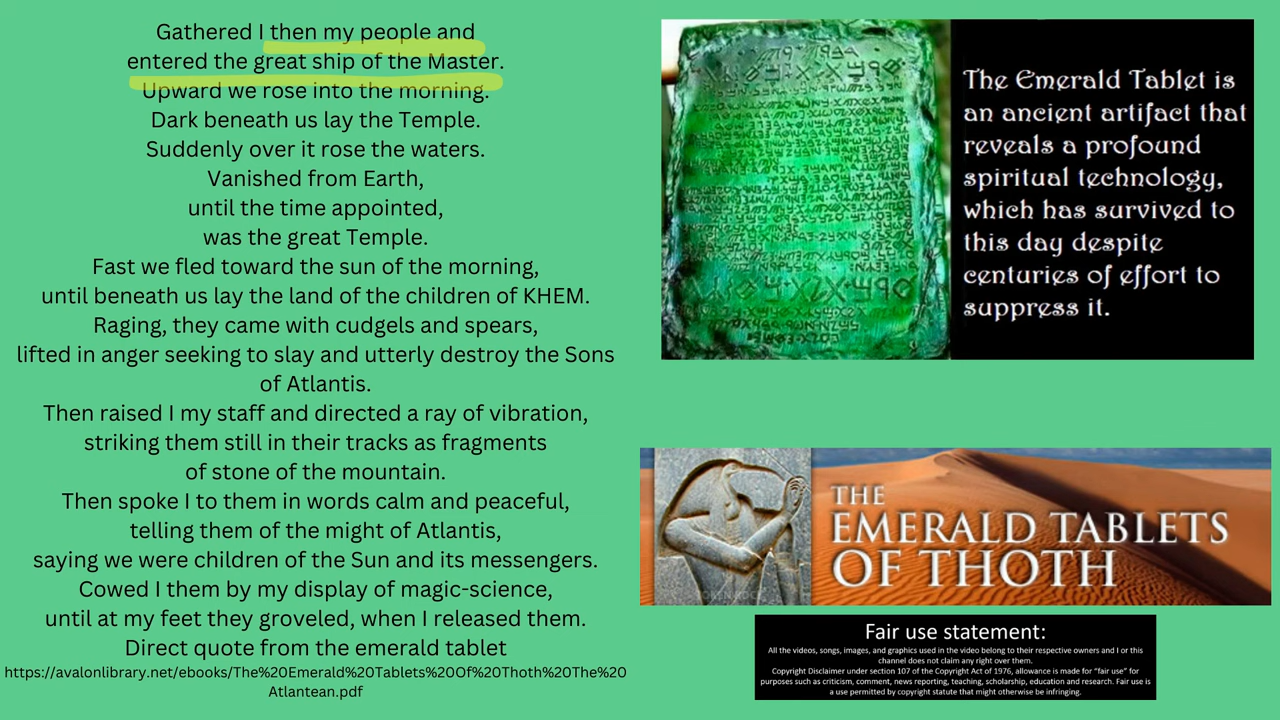 Gathered I then my people and
entered the great ship of the Master.
Upward we rose into the morning.
Dark beneath us lay the Temple.
Suddenly over it rose the waters.
Vanished from Earth,
until the time appointed,
was the great Temple.
Fast we fled toward the sun of the morning,
until beneath us lay the land of the children of KHEM.
Raging, they came with cudgels and spears,
lifted in anger seeking to slay and utterly destroy the Sons
of Atlantis.
Then raised I my staff and directed a ray of vibration,
striking them still in their tracks as fragments
of stone of the mountain.
Then spoke I to them in words calm and peaceful,
telling them of the might of Atlantis,
saying we were children of the Sun and its messengers.
Cowed I them by my display of magic-science,
until at my feet they groveled, when I released them.
Direct quote from the emerald tablet
https://avalonlibrary.net/ebooks/The%20Emerald%20Tablets%20Of%20Thoth%20The%20
Atlantean.pdf
The Emerald Tablet is
an ancient artifact that
reveals a profound
spiritual technology,
which has survived to
this day despite
centuries of effort to
suppress it.
THE
EMERALD TABLETS
OF THOTH
Fair use statement:
All the videos, songs, images, and graphics used in the video belong to their respective owners and I or this
channel does not claim any right over them.
Copyright Disclaimer under section 107 of the Copyright Act of 1976, allowance is made for "fair use" for
purposes such as criticism, comment, news reporting, teaching, scholarship, education and research. Fair use is
a use permitted by copyright statute that might otherwise be infringing.